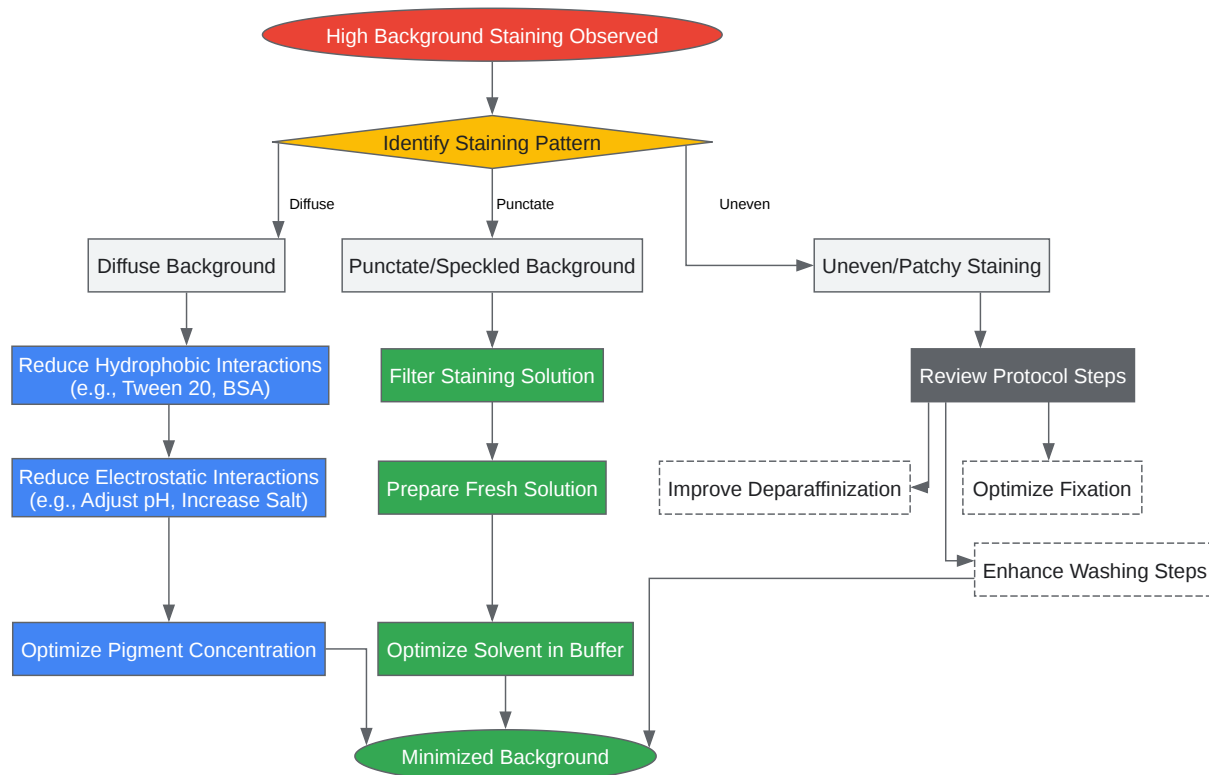 High Background Staining Observed
Identify Staining Pattern
Diffuse
Punctate
Uneven
Diffuse Background
Punctate/Speckled Background
Uneven/Patchy Staining
Reduce Hydrophobic Interactions
(e.g., Tween 20, BSA)
Filter Staining Solution
Review Protocol Steps
Reduce Electrostatic Interactions
(e.g., Adjust pH, Increase Salt)
Prepare Fresh Solution
Improve Deparaffinization
Optimize Fixation
Enhance Washing Steps
Optimize Pigment Concentration
Optimize Solvent in Buffer
Minimized Background